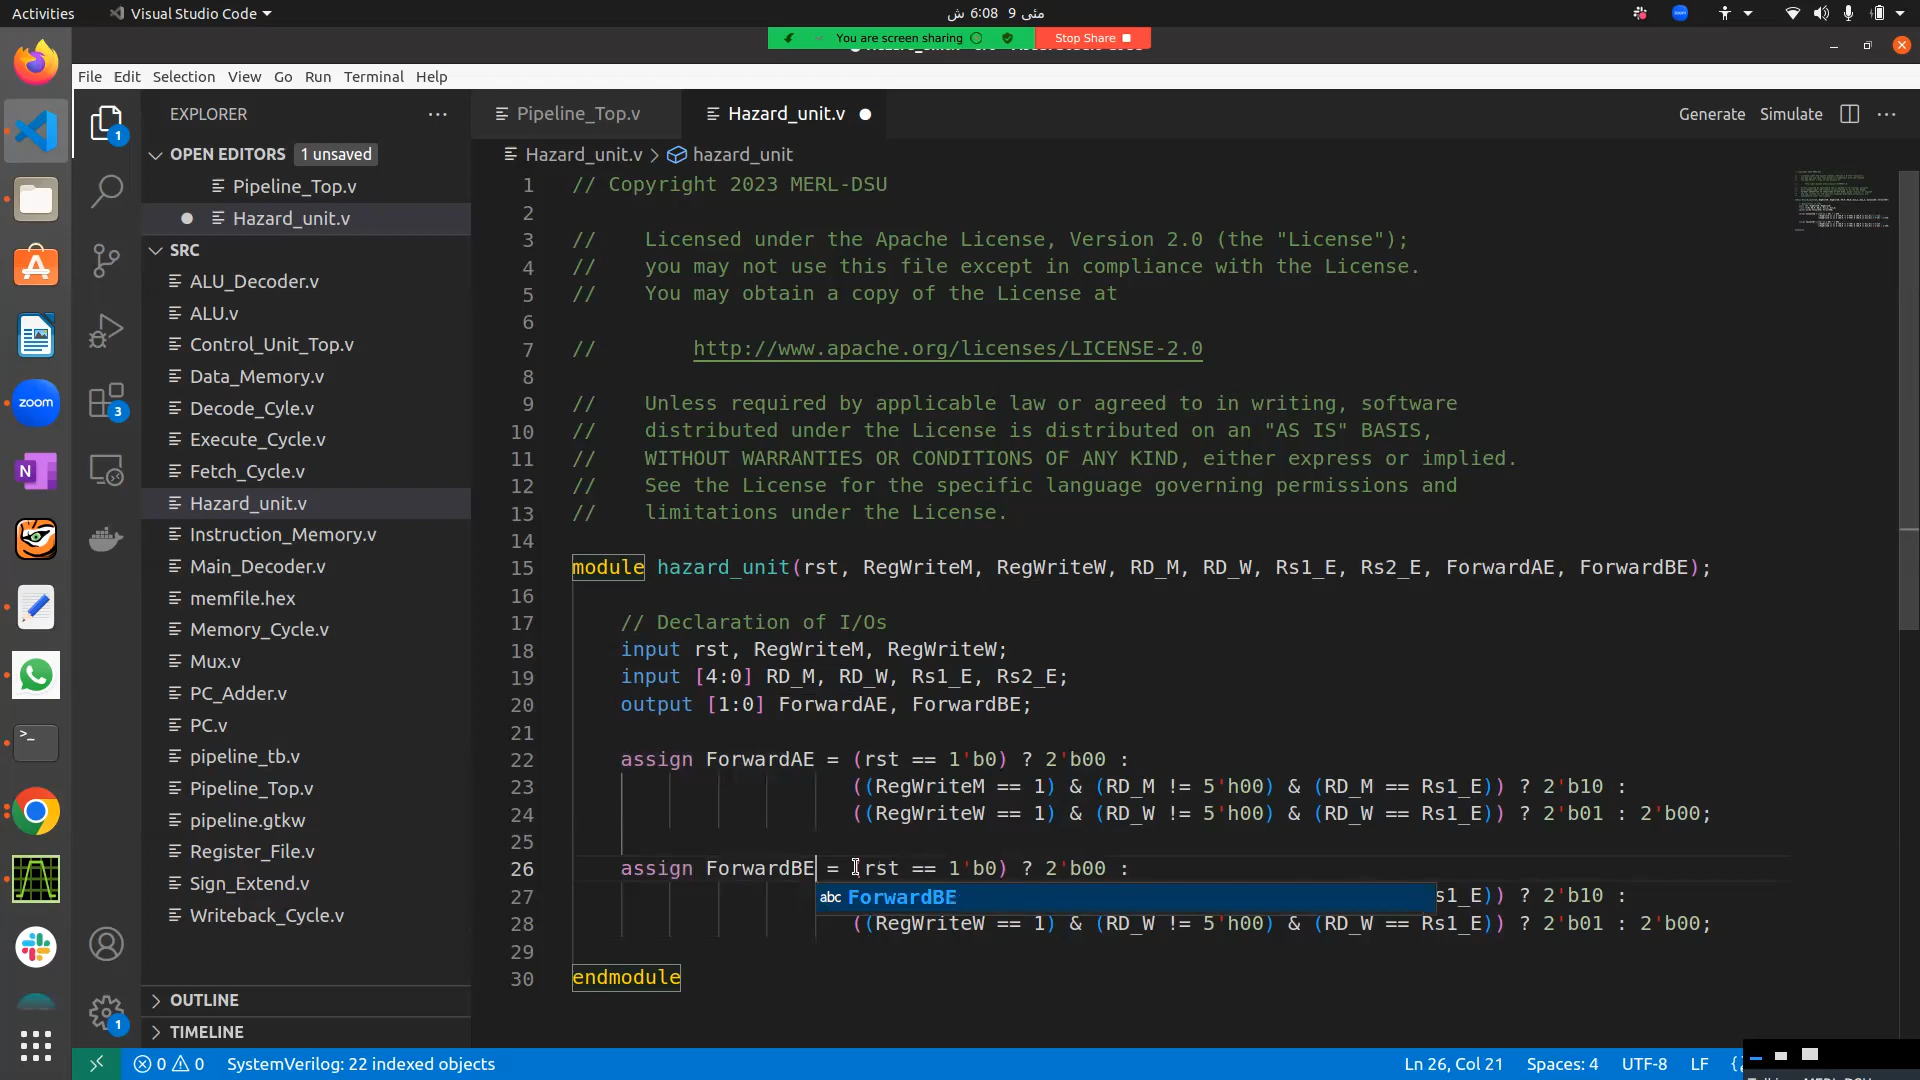 Activities
Visual Studio Code
مئی 9 6:08 ش
You are screen sharing
Stop Share
File Edit Selection View Go Run Terminal Help
EXPLORER
OPEN EDITORS 1 unsaved
Pipeline_Top.v
Hazard_unit.v
SRC
ALU_Decoder.v
ALU.v
Control_Unit_Top.v
Data_Memory.v
Decode_Cyle.v
Execute_Cycle.v
Fetch_Cycle.v
Hazard_unit.v
Instruction_Memory.v
Main_Decoder.v
memfile.hex
Memory_Cycle.v
Mux.v
PC_Adder.v
PC.v
pipeline_tb.v
Pipeline_Top.v
pipeline.gtkw
Register_File.v
Sign_Extend.v
Writeback_Cycle.v
OUTLINE
TIMELINE
1
3
1
zoom
N
Pipeline_Top.v Hazard_unit.v
Generate Simulate
Hazard_unit.v > hazard_unit
1 // Copyright 2023 MERL-DSU
2
3 // Licensed under the Apache License, Version 2.0 (the "License");
4 // you may not use this file except in compliance with the License.
5 // You may obtain a copy of the License at
6
7 // http://www.apache.org/licenses/LICENSE-2.0
8
9 // Unless required by applicable law or agreed to in writing, software
10 // distributed under the License is distributed on an "AS IS" BASIS,
11 // WITHOUT WARRANTIES OR CONDITIONS OF ANY KIND, either express or implied.
12 // See the License for the specific language governing permissions and
13 // limitations under the License.
14
15 module hazard_unit(rst, RegWriteM, RegWriteW, RD_M, RD_W, Rs1_E, Rs2_E, ForwardAE, ForwardBE);
16
17 // Declaration of I/Os
18 input rst, RegWriteM, RegWriteW;
19 input [4:0] RD_M, RD_W, Rs1_E, Rs2_E;
20 output [1:0] ForwardAE, ForwardBE;
21
22 assign ForwardAE = (rst == 1'b0) ? 2'b00 :
23 ((RegWriteM == 1) & (RD_M != 5'h00) & (RD_M == Rs1_E)) ? 2'b10 :
24 ((RegWriteW == 1) & (RD_W != 5'h00) & (RD_W == Rs1_E)) ? 2'b01 : 2'b00;
25
26 assign ForwardBE = (rst == 1'b0) ? 2'b00 :
27 abc ForwardBE s1_E)) ? 2'b10 :
28 ((RegWriteW == 1) & (RD_W != 5'h00) & (RD_W == Rs1_E)) ? 2'b01 : 2'b00;
29
30 endmodule
0 0 SystemVerilog: 22 indexed objects
Ln 26, Col 21 Spaces: 4 UTF-8 LF